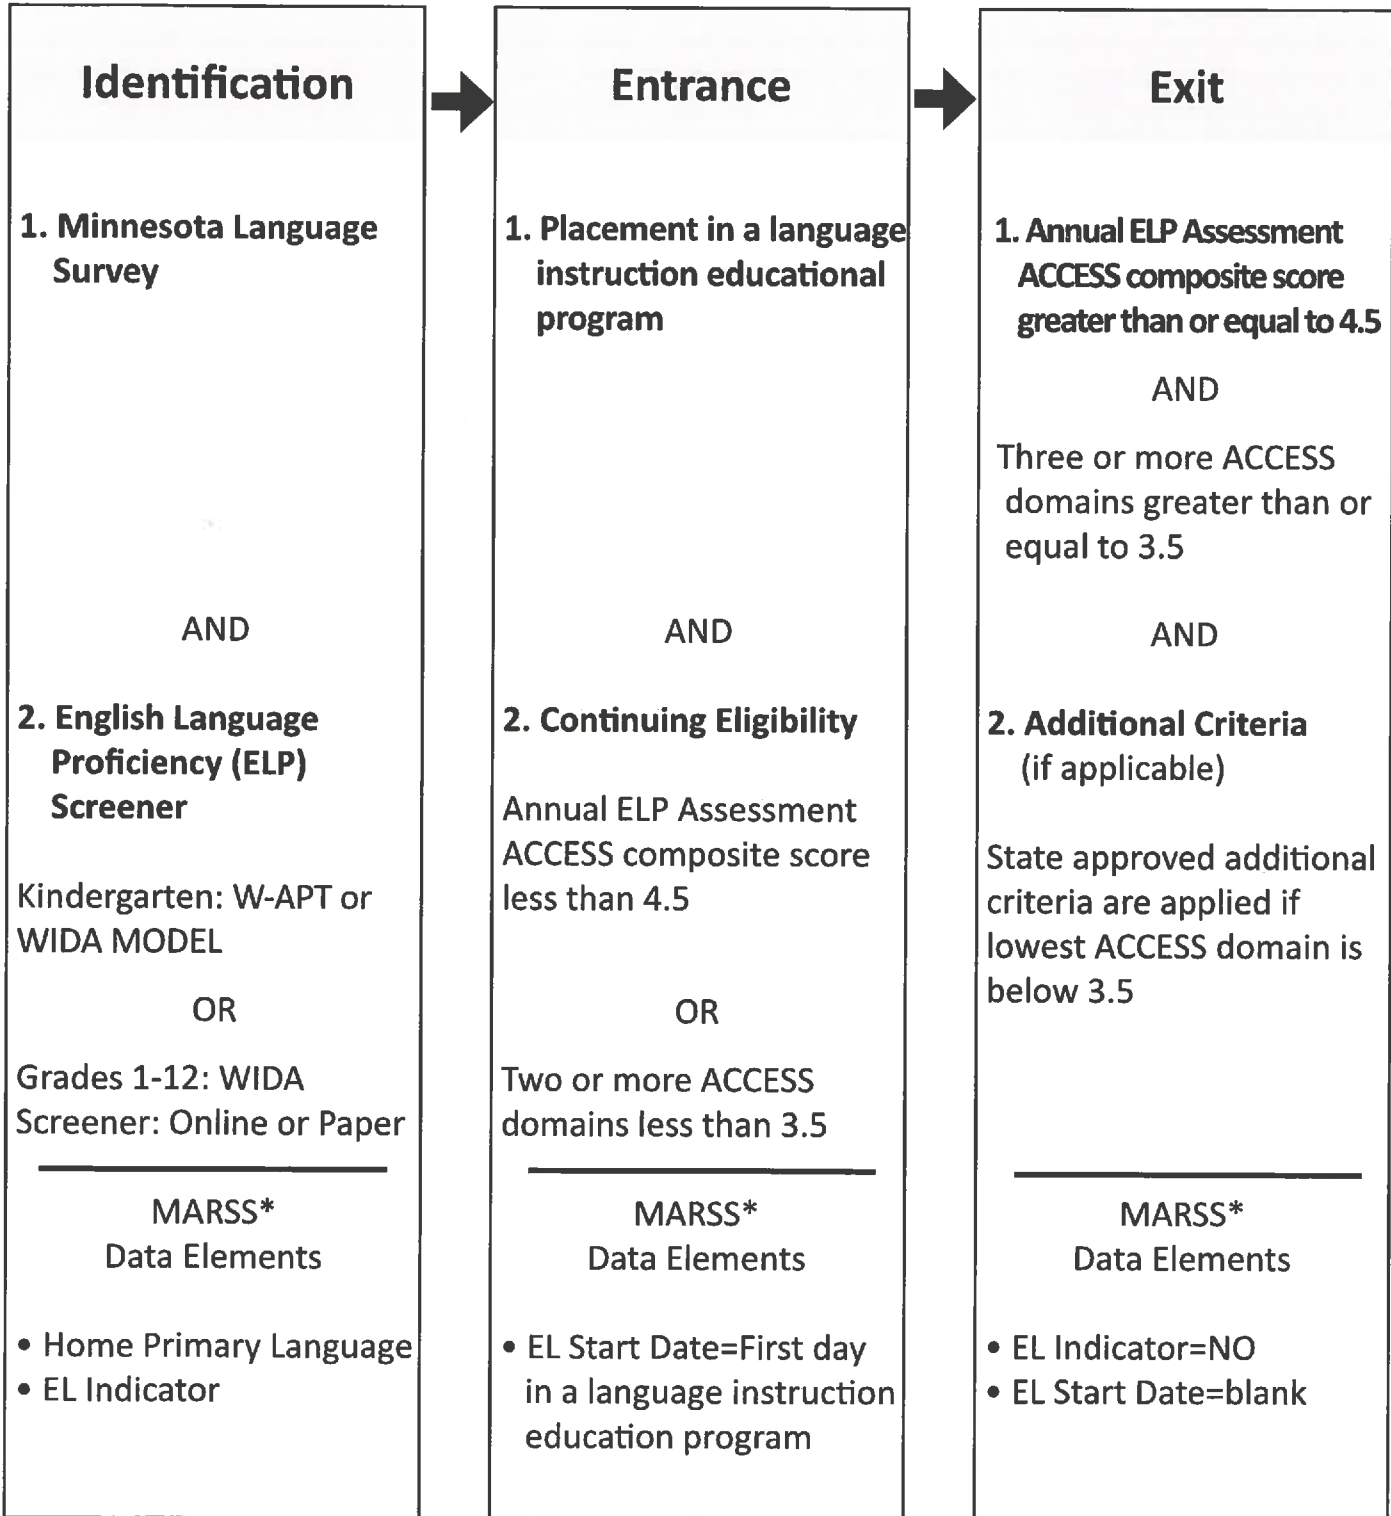 Identification
1. Minnesota Language
Survey
AND
2. English Language
Proficiency (ELP)
Screener
Kindergarten: W-APT or
WIDA MODEL
OR
Grades 1-12: WIDA
Screener: Online or Paper
MARSS*
Data Elements
• Home Primary Language
• EL Indicator
Entrance
1. Placement in a language
instruction educational
program
AND
2. Continuing Eligibility
Annual ELP Assessment
ACCESS composite score
less than 4.5
OR
Two or more ACCESS
domains less than 3.5
MARSS*
Data Elements
• EL Start Date=First day
in a language instruction
education program
Exit
1. Annual ELP Assessment
ACCESS composite score
greater than or equal to 4.5
AND
Three or more ACCESS
domains greater than or
equal to 3.5
AND
2. Additional Criteria
(if applicable)
State approved additional
criteria are applied if
lowest ACCESS domain is
below 3.5
MARSS*
Data Elements
• EL Indicator=NO
• EL Start Date=blank